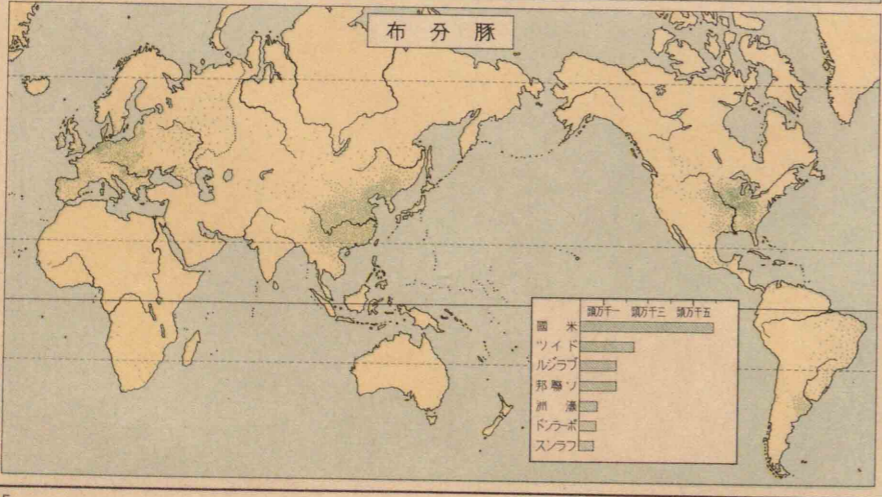 豚分布
五千万頭 三千万頭 一千万頭
米國
ドイツ
ブラジル
ソ聯邦
滿洲
ポーランド
フランス